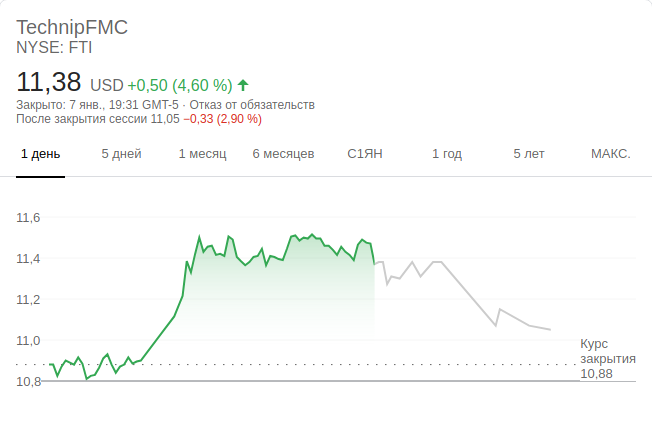 TechnipFMC
NYSE: FTI
11,38 USD +0,50 (4,60 %)
Закрыто: 7 янв., 19:31 GMT-5 · Отказ от обязательств
После закрытия сессии 11,05 −0,33 (2,90 %)
1 день 5 дней 1 месяц 6 месяцев С1ЯН 1 год 5 лет МАКС.
11,6
11,4
11,2
11,0
10,8
Курс
закрытия
10,88